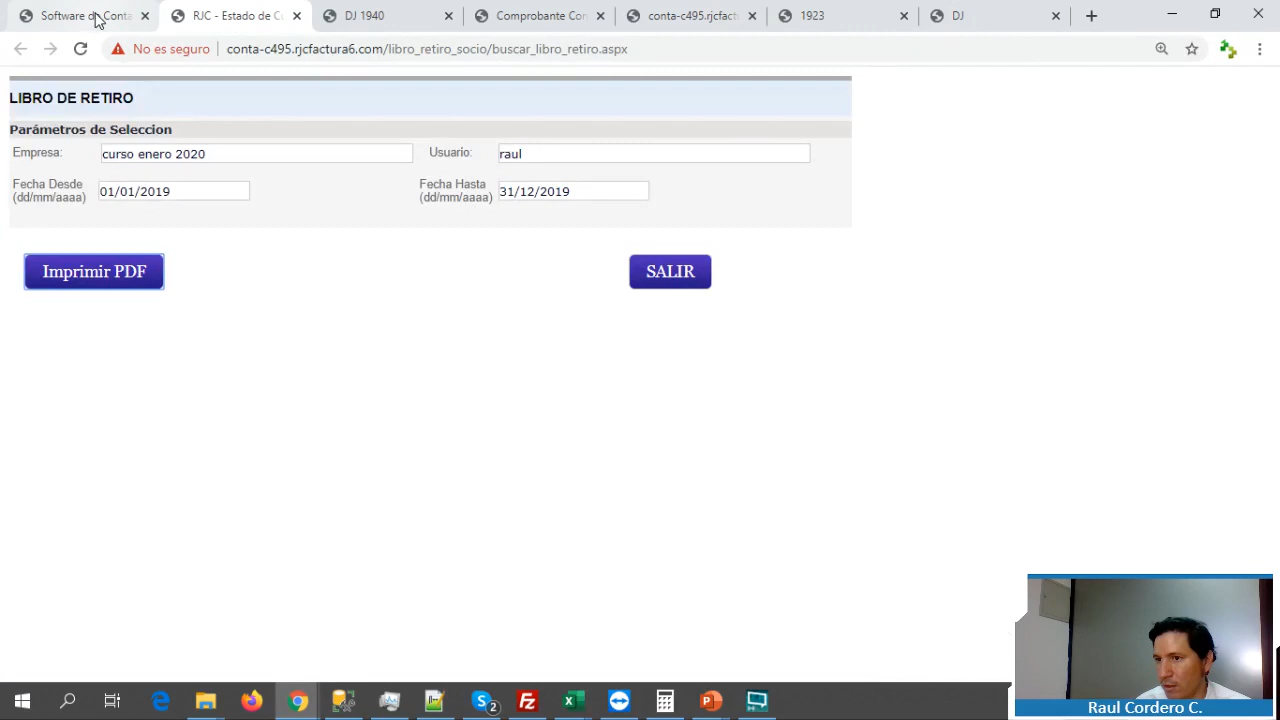 Software de Conta
RJC - Estado de Cu
DJ 1940
Comprobante Con
conta-c495.rjcfactu
1923
DJ
No es seguro
conta-c495.rjcfactura6.com/libro_retiro_socio/buscar_libro_retiro.aspx
LIBRO DE RETIRO
Parámetros de Seleccion
Empresa: curso enero 2020 Usuario: raul
Fecha Desde (dd/mm/aaaa) 01/01/2019 Fecha Hasta (dd/mm/aaaa) 31/12/2019
Imprimir PDF SALIR
2
Raul Cordero C.